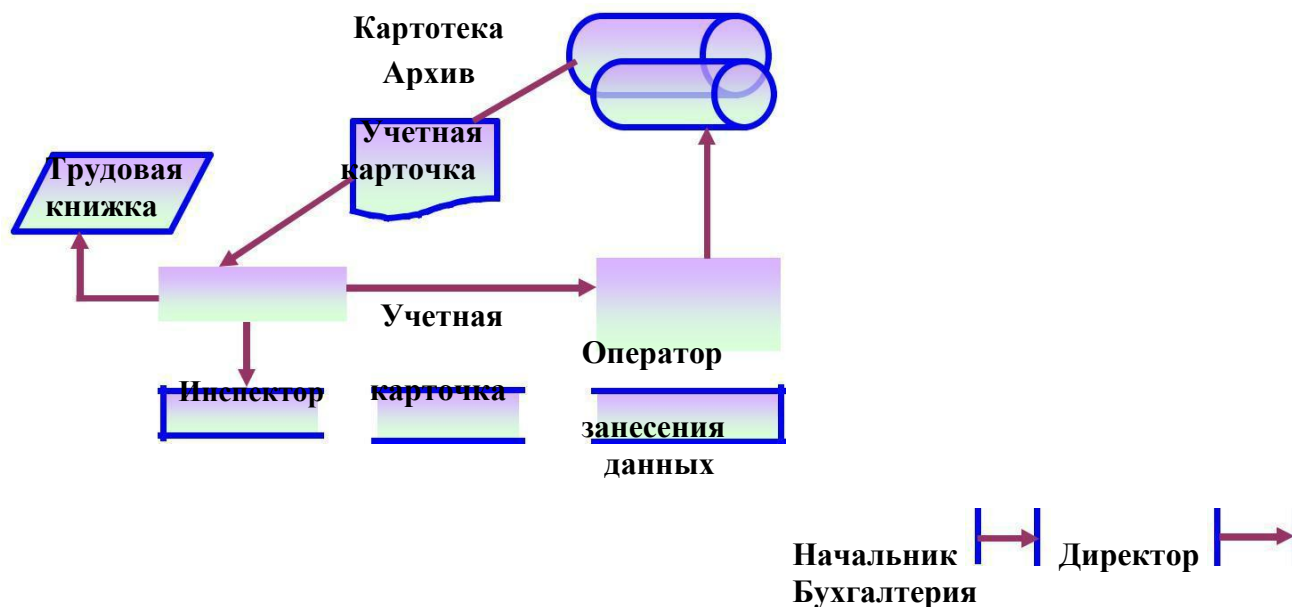 Картотека
Архив
Учетная
карточка
Трудовая
книжка
Учетная
Оператор
Инспектор
карточка
занесения
данных
Начальник
Директор
Бухгалтерия